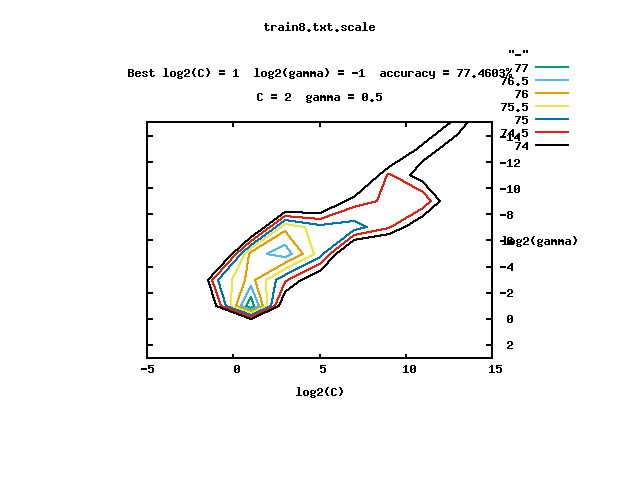 train8.txt.scale
"-"
Best log2(C) = 1  log2(gamma) = -1  accuracy = 77.4603%
77
76.5
76
C = 2  gamma = 0.5
75.5
75
74.5
-14
74
-12
-10
-8
-6
log2(gamma)
-4
-2
0
2
-5 0 5 10 15
log2(C)